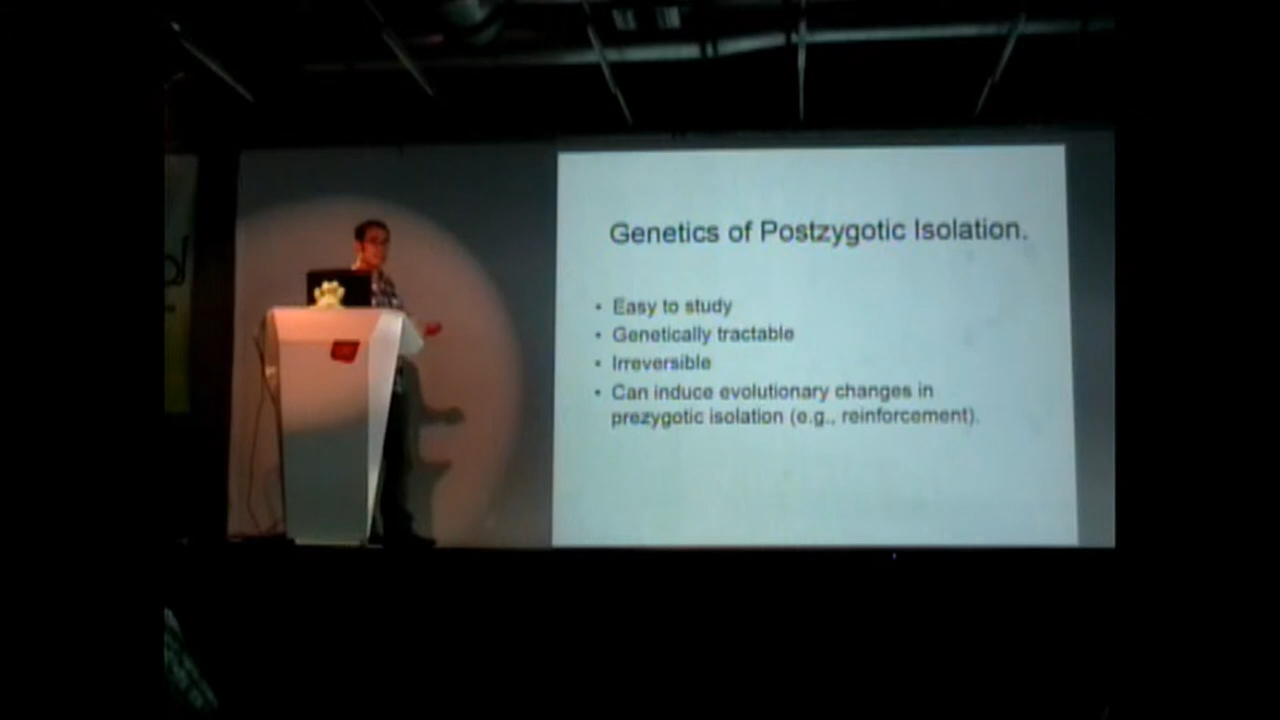 Genetics of Postzygotic Isolation.
• Easy to study
• Genetically tractable
• Irreversible
• Can induce evolutionary changes in
prezygotic isolation (e.g., reinforcement).